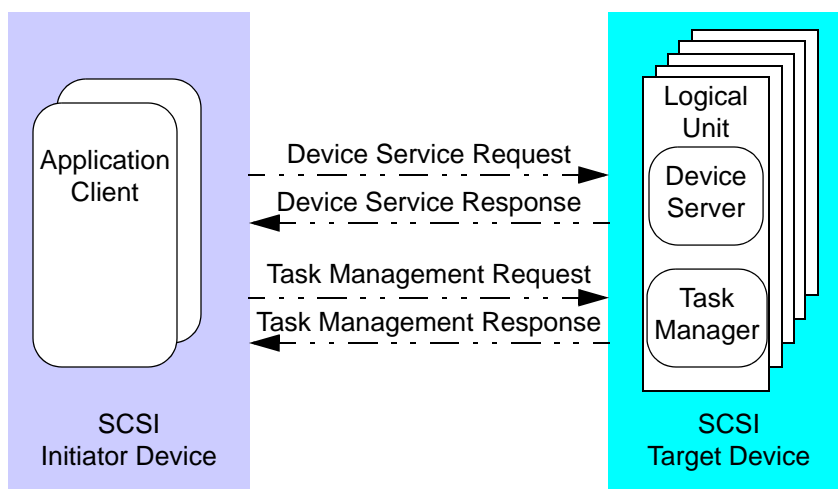 Application
Client
Device Service Request
Device Service Response
Task Management Request
Task Management Response
Logical
Unit
Device
Server
Task
Manager
SCSI
Initiator Device
SCSI
Target Device